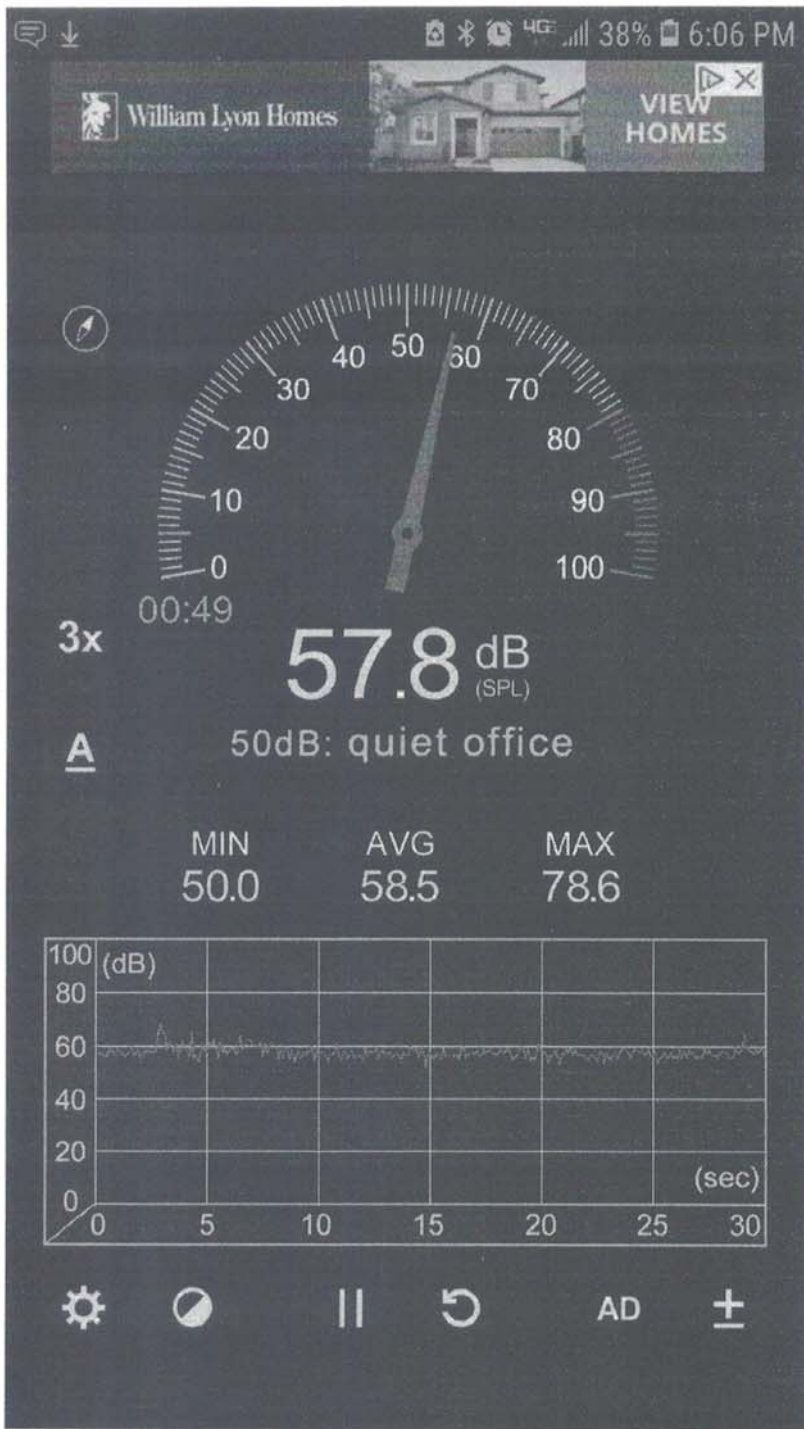 4GE 38% 6:06 PM
William Lyon Homes
VIEW
HOMES
0 10 20 30 40 50 60 70 80 90 100
00:49
3x
57.8 dB
(SPL)
A
50dB: quiet office
MIN AVG MAX
50.0 58.5 78.6
100 (dB)
80
60
40
20
(sec)
0
0 5 10 15 20 25 30
AD